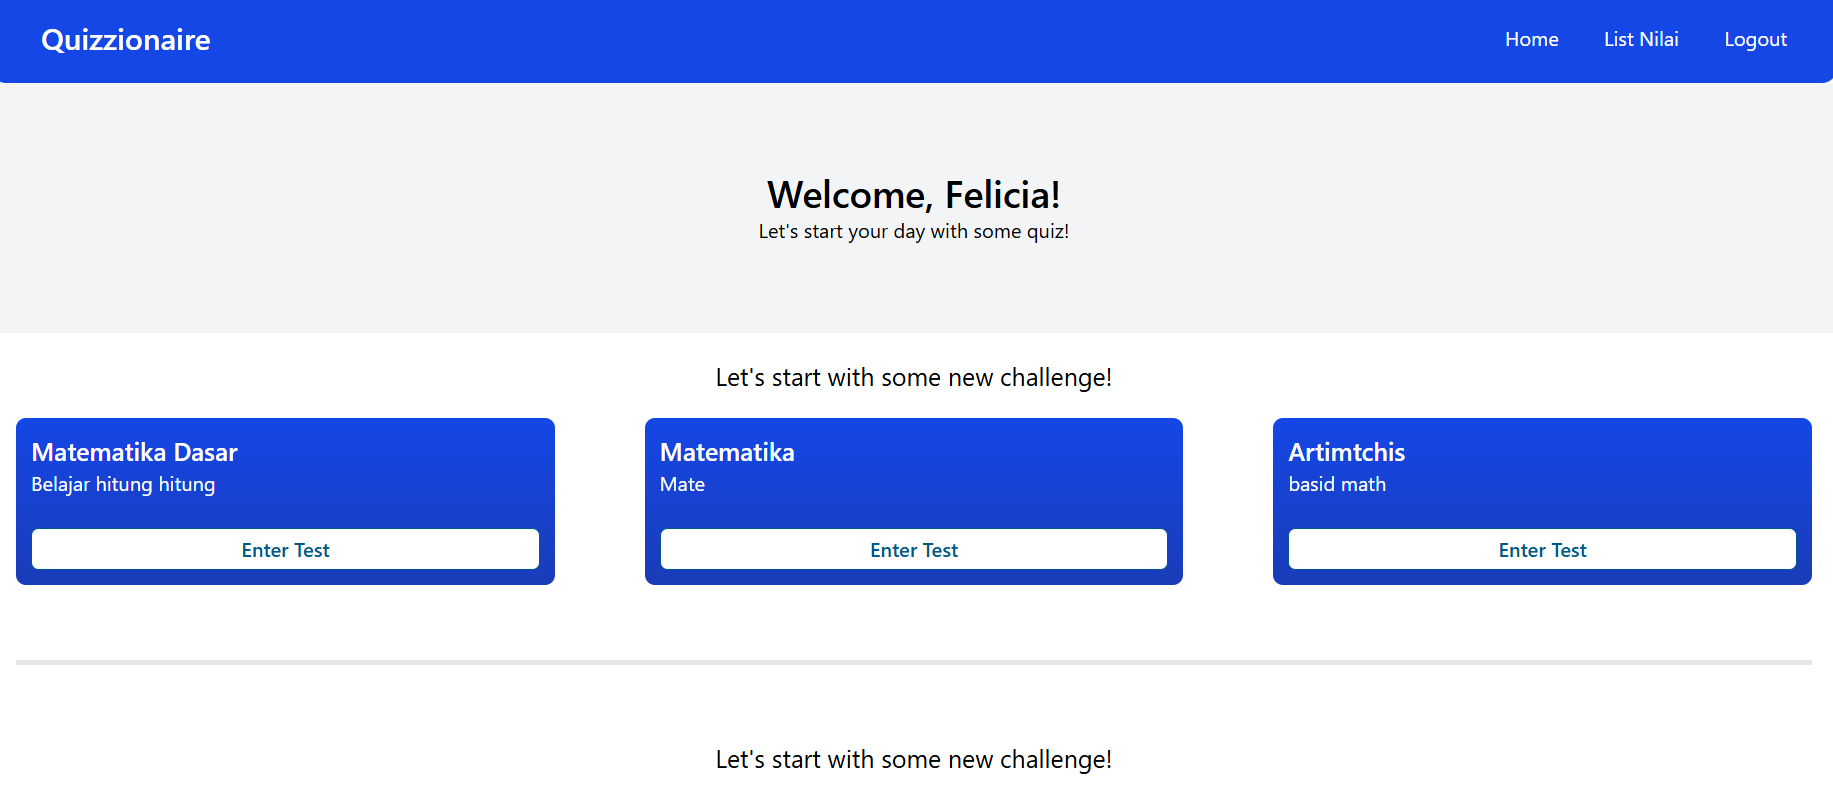 Quizzionaire
Home
List Nilai
Logout
Welcome, Felicia!
Let's start your day with some quiz!
Let's start with some new challenge!
Matematika Dasar
Belajar hitung hitung
Enter Test
Matematika
Mate
Enter Test
Artimtchis
basid math
Enter Test
Let's start with some new challenge!